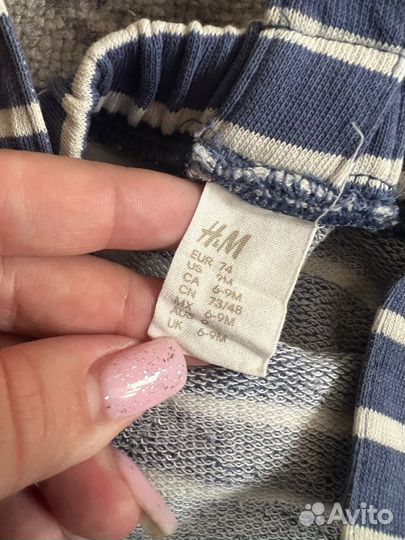 H&M
EUR 74
US 9M
CA 6-9M
CN 73/48
MX 6-9M
AUS 6-9M
UK 6-9M
Avito